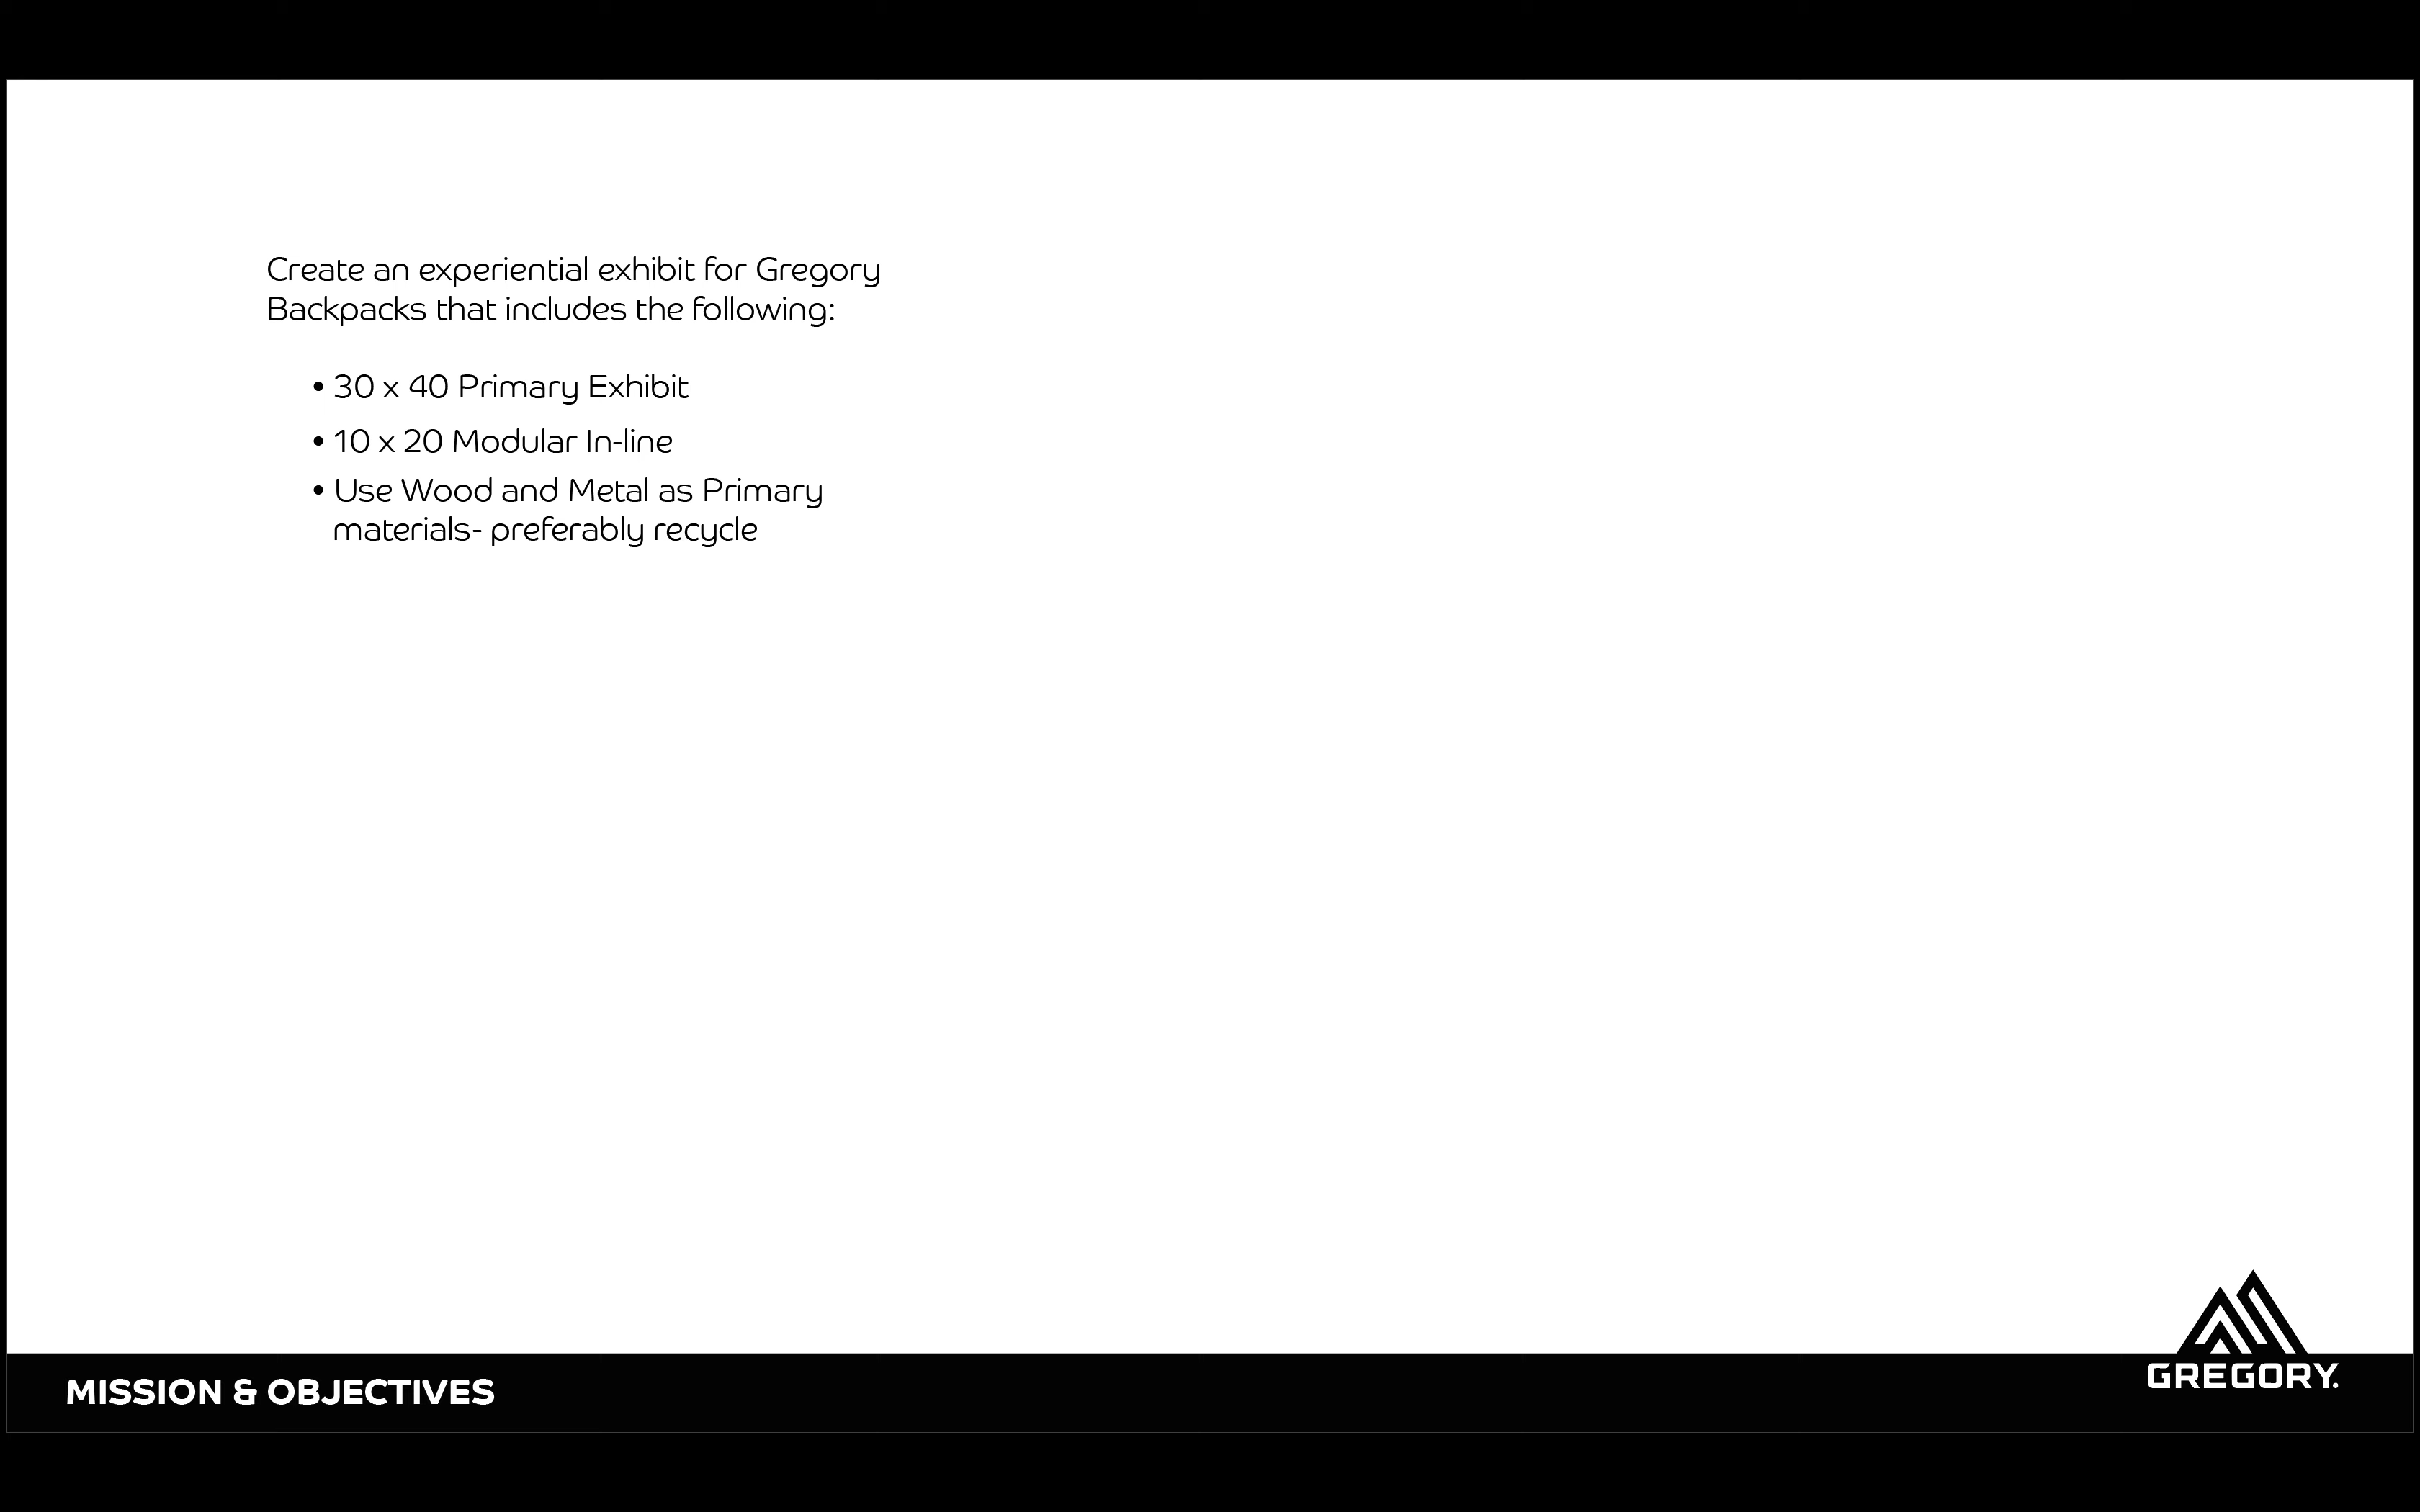 Create an experiential exhibit for Gregory
Backpacks that includes the following:
• 30 x 40 Primary Exhibit
• 10 x 20 Modular In-line
• Use Wood and Metal as Primary
materials- preferably recycle
MISSION & OBJECTIVES
GREGORY.